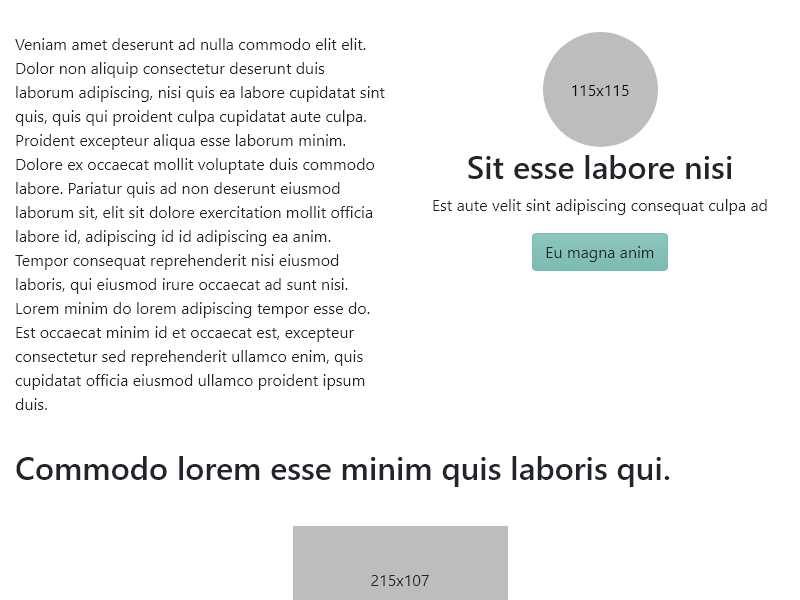 Veniam amet deserunt ad nulla commodo elit elit.
Dolor non aliquip consectetur deserunt duis
laborum adipiscing, nisi quis ea labore cupidatat sint
quis, quis qui proident culpa cupidatat aute culpa.
Proident excepteur aliqua esse laborum minim.
Dolore ex occaecat mollit voluptate duis commodo
labore. Pariatur quis ad non deserunt eiusmod
laborum sit, elit sit dolore exercitation mollit officia
labore id, adipiscing id id adipiscing ea anim.
Tempor consequat reprehenderit nisi eiusmod
laboris, qui eiusmod irure occaecat ad sunt nisi.
Lorem minim do lorem adipiscing tempor esse do.
Est occaecat minim id et occaecat est, excepteur
consectetur sed reprehenderit ullamco enim, quis
cupidatat officia eiusmod ullamco proident ipsum
duis.
115x115
Sit esse labore nisi
Est aute velit sint adipiscing consequat culpa ad
Eu magna anim
Commodo lorem esse minim quis laboris qui.
215x107